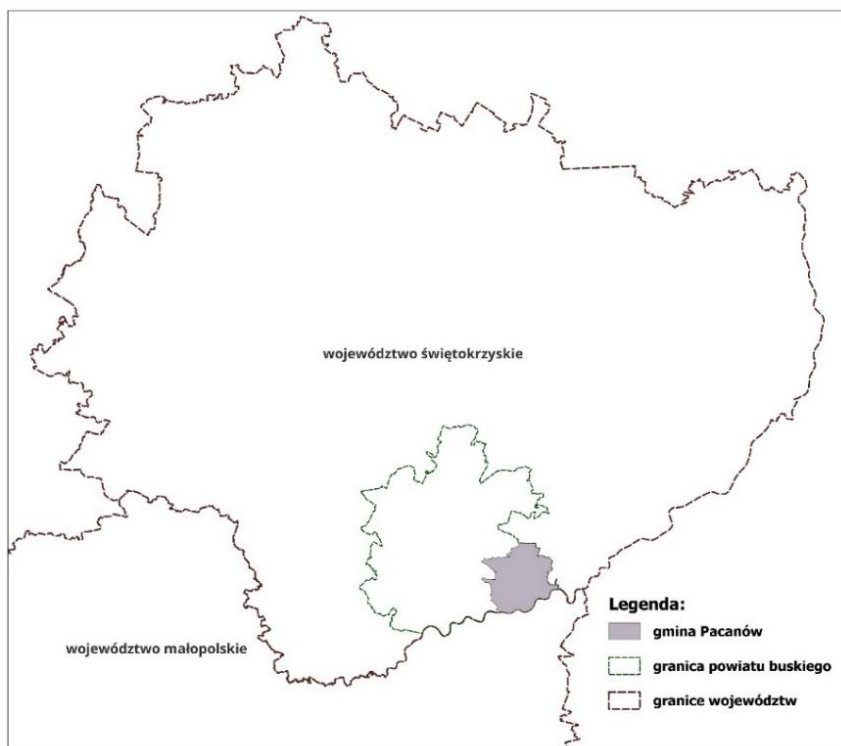 województwo świętokrzyskie
województwo małopolskie
Legenda:
gmina Pacanów
granica powiatu buskiego
granice województw